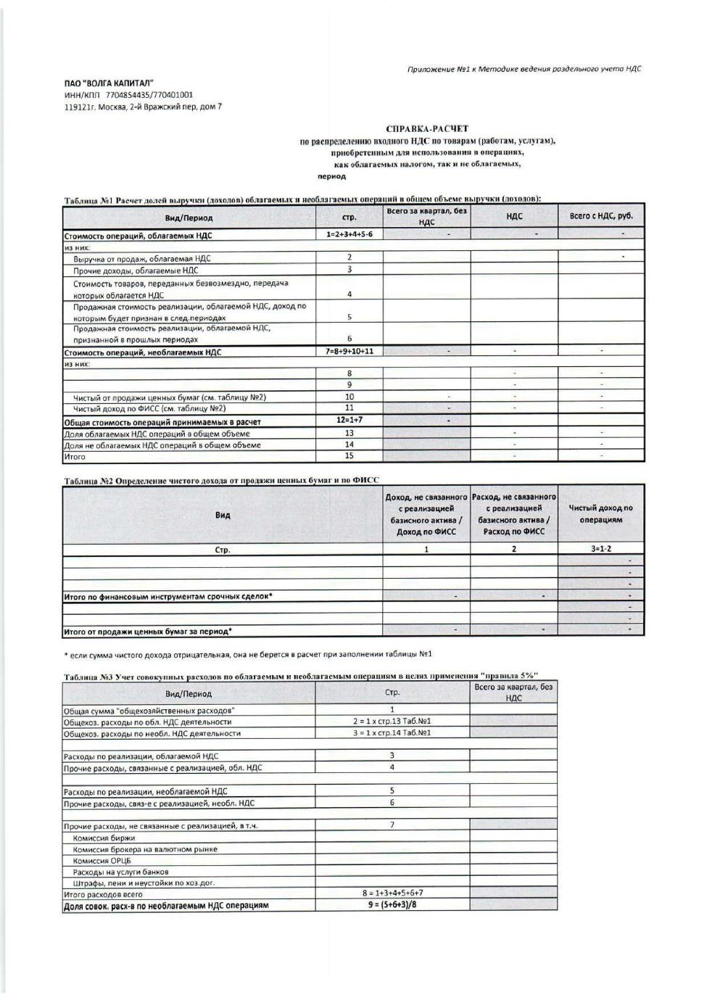 Приложение №1 к Методике ведения раздельного учета НДС
ПАО "ВОЛГА КАПИТАЛ"
ИНН/КПП 7704854435/770401001
119121г. Москва, 2-й Вражский пер, дом 7
СПРАВКА-РАСЧЕТ
по распределению входного НДС по товарам (работам, услугам),
приобретенным для использования в операциях,
как облагаемых налогом, так и не облагаемых,
период
Таблица №1 Расчет долей выручки (доходов) облагаемых и необлагаемых операций в общем объеме выручки (доходов):
Вид/Период стр. Всего за квартал, без НДС НДС Всего с НДС, руб.
Стоимость операций, облагаемых НДС 1=2+3+4+5-6 - - -
из них:
Выручка от продаж, облагаемая НДС 2 -
Прочие доходы, облагаемые НДС 3
Стоимость товаров, переданных безвозмездно, передача
которых облагается НДС 4
Продажная стоимость реализации, облагаемой НДС, доход по
которым будет признан в след.периодах 5
Продажная стоимость реализации, облагаемой НДС,
признанной в прошлых периодах 6
Стоимость операций, необлагаемых НДС 7=8+9+10+11 - - -
из них:
8 - -
9 - -
Чистый от продажи ценных бумаг (см. таблицу №2) 10 - - -
Чистый доход по ФИСС (см. таблицу №2) 11 - - -
Общая стоимость операций принимаемых в расчет 12=1+7 -
Доля облагаемых НДС операций в общем объеме 13 - -
Доля не облагаемых НДС операций в общем объеме 14 - -
Итого 15 - -
Таблица №2 Определение чистого дохода от продажи ценных бумаг и по ФИСС
Вид Доход, не связанного с реализацией базисного актива / Доход по ФИСС Расход, не связанного с реализацией базисного актива / Расход по ФИСС Чистый доход по операциям
Стр. 1 2 3=1-2
-
-
-
Итого по финансовым инструментам срочных сделок* - - -
-
-
Итого от продажи ценных бумаг за период* - - -
* если сумма чистого дохода отрицательная, она не берется в расчет при заполнении таблицы №1
Таблица №3 Учет совокупных расходов по облагаемым и необлагаемым операциям в целях применения "правила 5%"
Вид/Период Стр. Всего за квартал, без НДС
Общая сумма "общехозяйственных расходов" 1
Общехоз. расходы по обл. НДС деятельности 2 = 1 х стр.13 Таб.№1
Общехоз. расходы по необл. НДС деятельности 3 = 1 х стр.14 Таб.№1
Расходы по реализации, облагаемой НДС 3
Прочие расходы, связанные с реализацией, обл. НДС 4
Расходы по реализации, необлагаемой НДС 5
Прочие расходы, связ-е с реализацией, необл. НДС 6
Прочие расходы, не связанные с реализацией, в т.ч. 7
Комиссия биржи
Комиссия брокера на валютном рынке
Комиссия ОРЦБ
Расходы на услуги банков
Штрафы, пени и неустойки по хоз.дог.
Итого расходов всего 8 = 1+3+4+5+6+7
Доля совок. расх-в по необлагаемым НДС операциям 9 = (5+6+3)/8